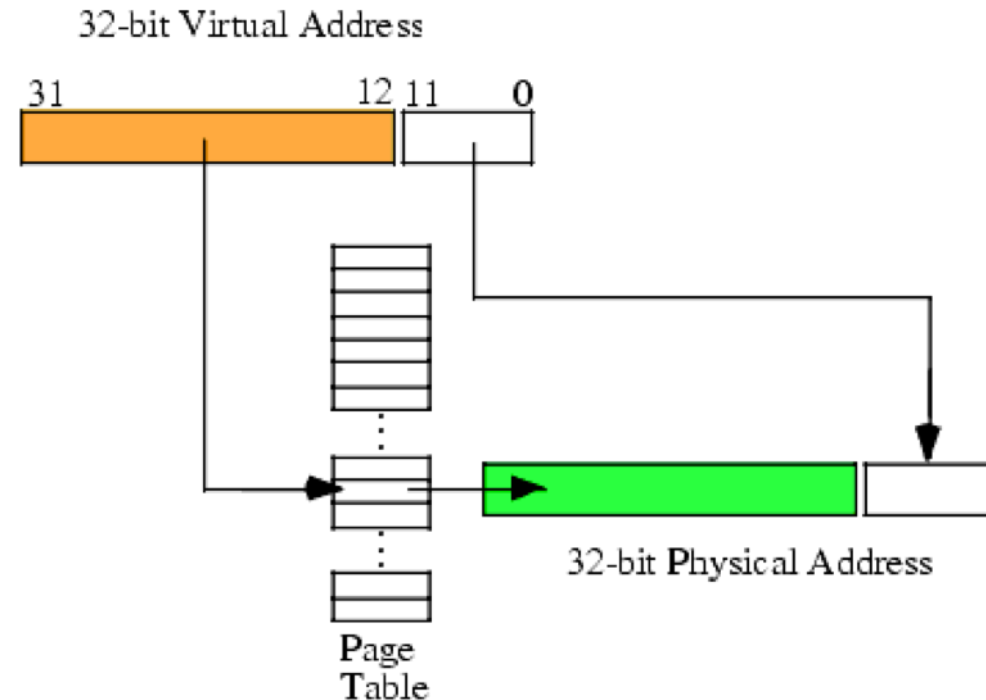 32-bit Virtual Address
31 12 11 0
32-bit Physical Address
Page
Table